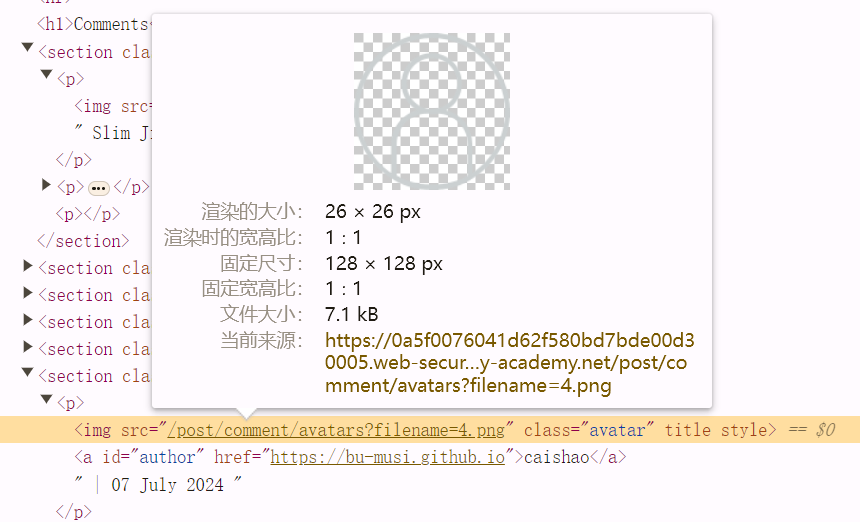 <h1>Comments
<section cla
<p>
<img src=
" Slim Ji
</p>
<p>…</p>
<p></p>
</section>
<section cla
<section cla
<section cla
<section cla
<section cla
<p>
渲染的大小： 26 × 26 px
渲染时的宽高比： 1 : 1
固定尺寸： 128 × 128 px
固定宽高比： 1 : 1
文件大小： 7.1 kB
当前来源： https://0a5f0076041d62f580bd7bde00d3
0005.web-secur…y-academy.net/post/co
mment/avatars?filename=4.png
<img src="/post/comment/avatars?filename=4.png" class="avatar" title style> == $0
<a id="author" href="https://bu-musi.github.io">caishao</a>
" | 07 July 2024 "
</p>